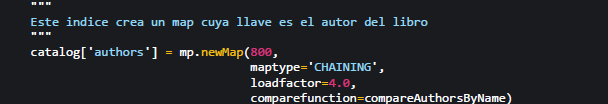 """
Este indice crea un map cuya llave es el autor del libro
"""
catalog['authors'] = mp.newMap(800,
maptype='CHAINING',
loadfactor=4.0,
comparefunction=compareAuthorsByName)